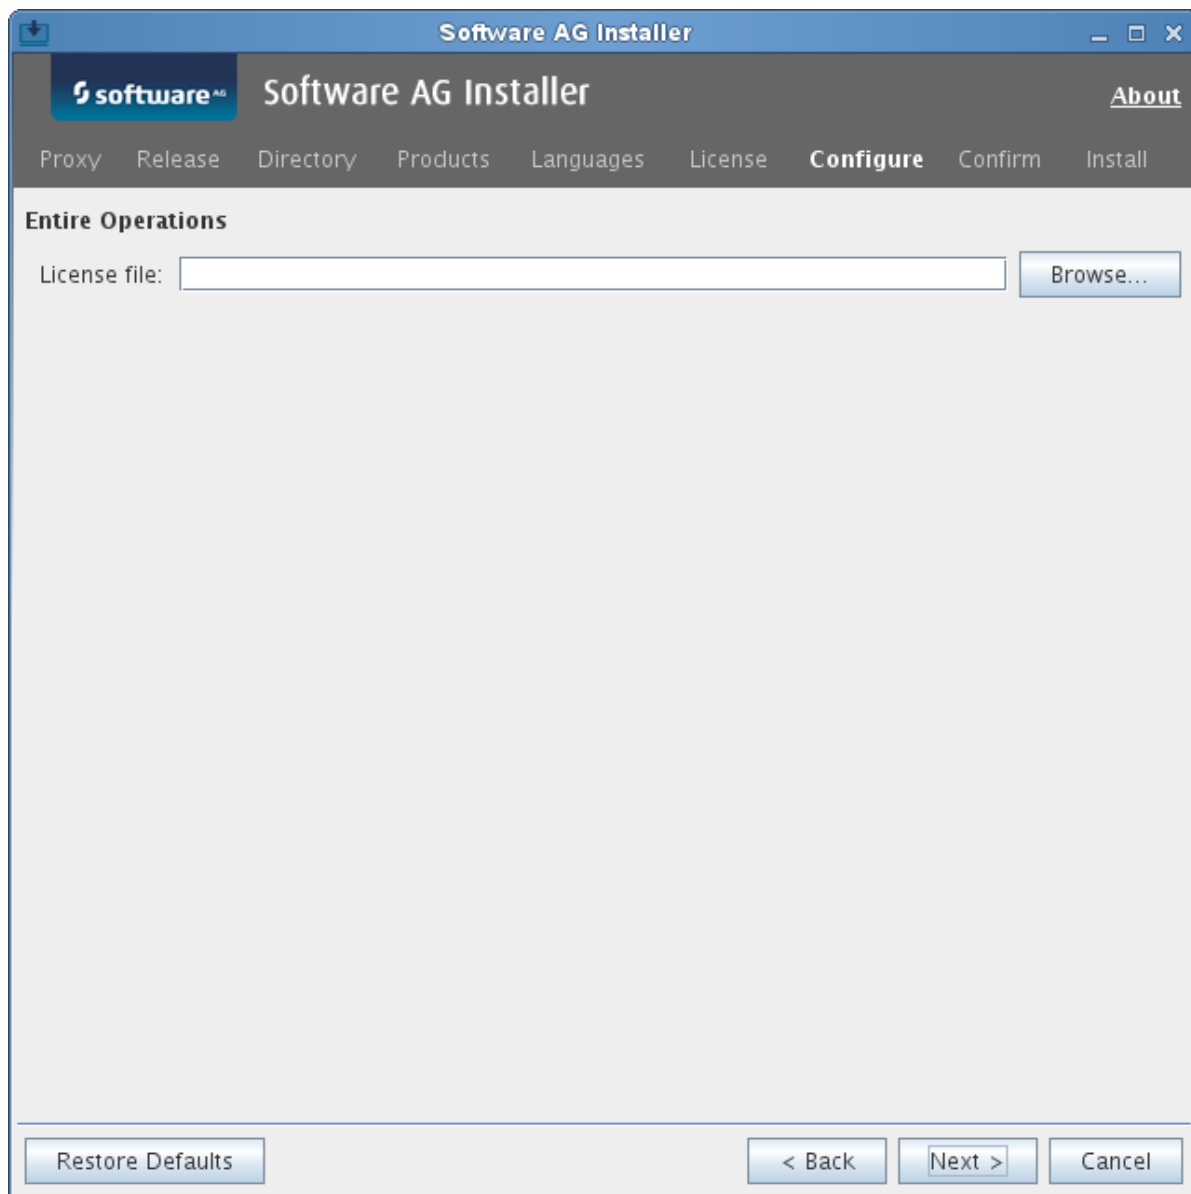 Software AG Installer
software AG Software AG Installer About
Proxy Release Directory Products Languages License Configure Confirm Install
Entire Operations
License file: Browse...
Restore Defaults < Back Next > Cancel